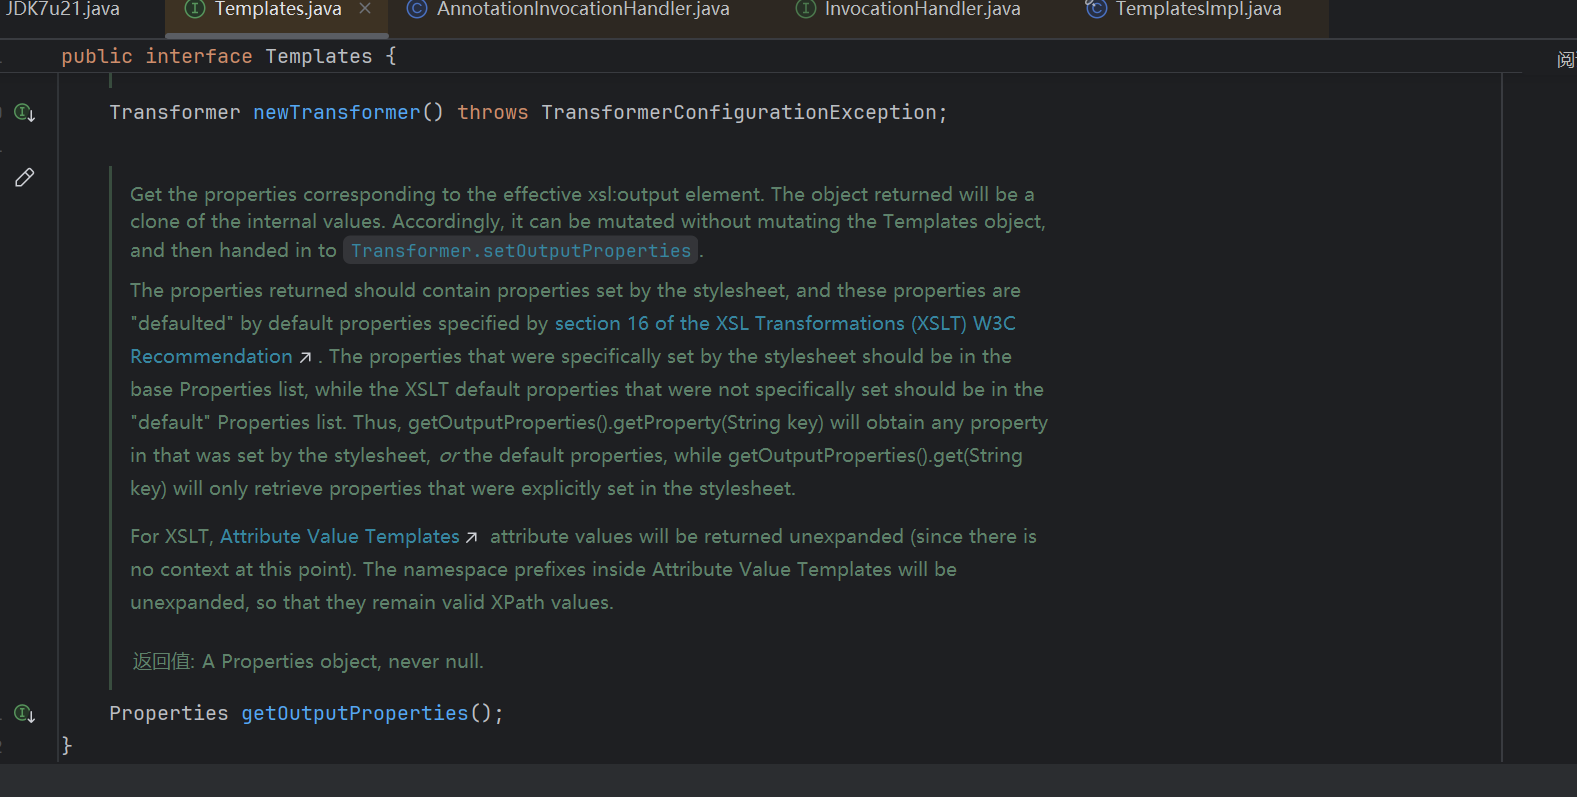 JDK7u21.java Templates.java AnnotationInvocationHandler.java InvocationHandler.java TemplatesImpl.java
public interface Templates {
Transformer newTransformer() throws TransformerConfigurationException;
Get the properties corresponding to the effective xsl:output element. The object returned will be a
clone of the internal values. Accordingly, it can be mutated without mutating the Templates object,
and then handed in to Transformer.setOutputProperties.
The properties returned should contain properties set by the stylesheet, and these properties are
"defaulted" by default properties specified by section 16 of the XSL Transformations (XSLT) W3C
Recommendation. The properties that were specifically set by the stylesheet should be in the
base Properties list, while the XSLT default properties that were not specifically set should be in the
"default" Properties list. Thus, getOutputProperties().getProperty(String key) will obtain any property
in that was set by the stylesheet, or the default properties, while getOutputProperties().get(String
key) will only retrieve properties that were explicitly set in the stylesheet.
For XSLT, Attribute Value Templates attribute values will be returned unexpanded (since there is
no context at this point). The namespace prefixes inside Attribute Value Templates will be
unexpanded, so that they remain valid XPath values.
返回值: A Properties object, never null.
Properties getOutputProperties();
}